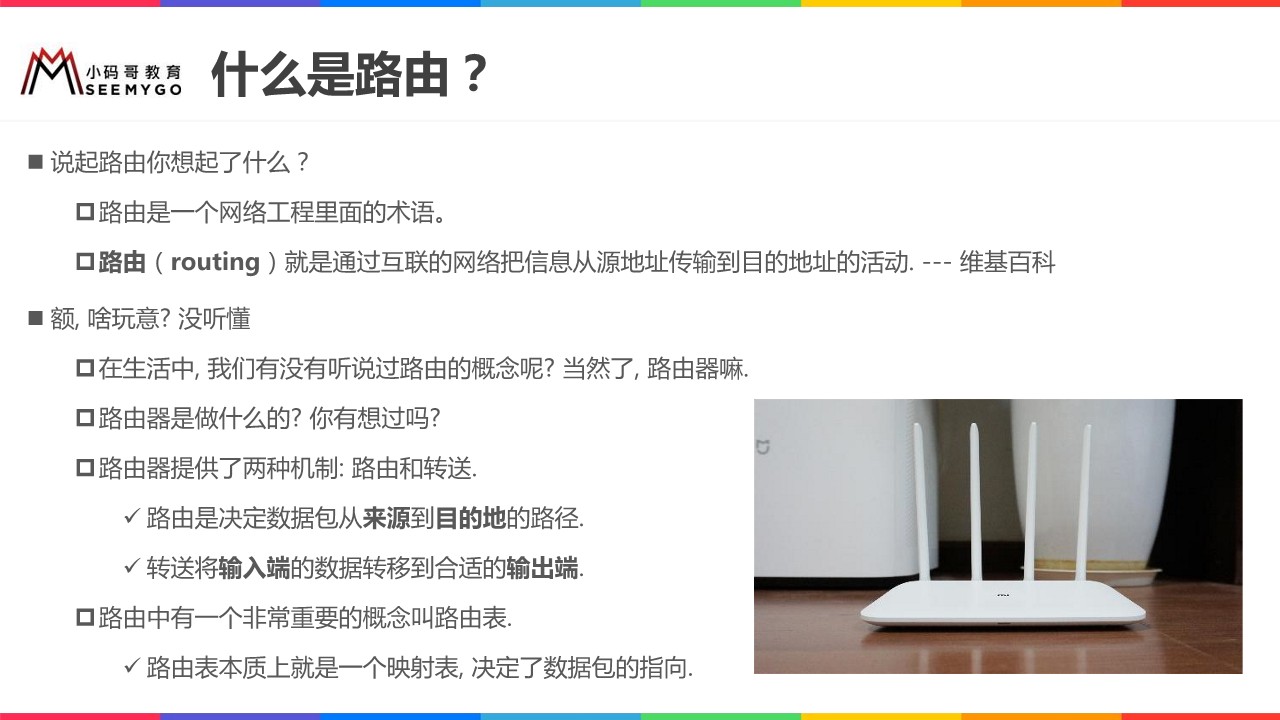 小码哥教育
SEEMYGO
什么是路由？
说起路由你想起了什么？
路由是一个网络工程里面的术语。
路由（routing）就是通过互联的网络把信息从源地址传输到目的地址的活动. --- 维基百科
额, 啥玩意? 没听懂
在生活中, 我们有没有听说过路由的概念呢? 当然了, 路由器嘛.
路由器是做什么的? 你有想过吗?
路由器提供了两种机制: 路由和转送.
路由是决定数据包从来源到目的地的路径.
转送将输入端的数据转移到合适的输出端.
路由中有一个非常重要的概念叫路由表.
路由表本质上就是一个映射表, 决定了数据包的指向.